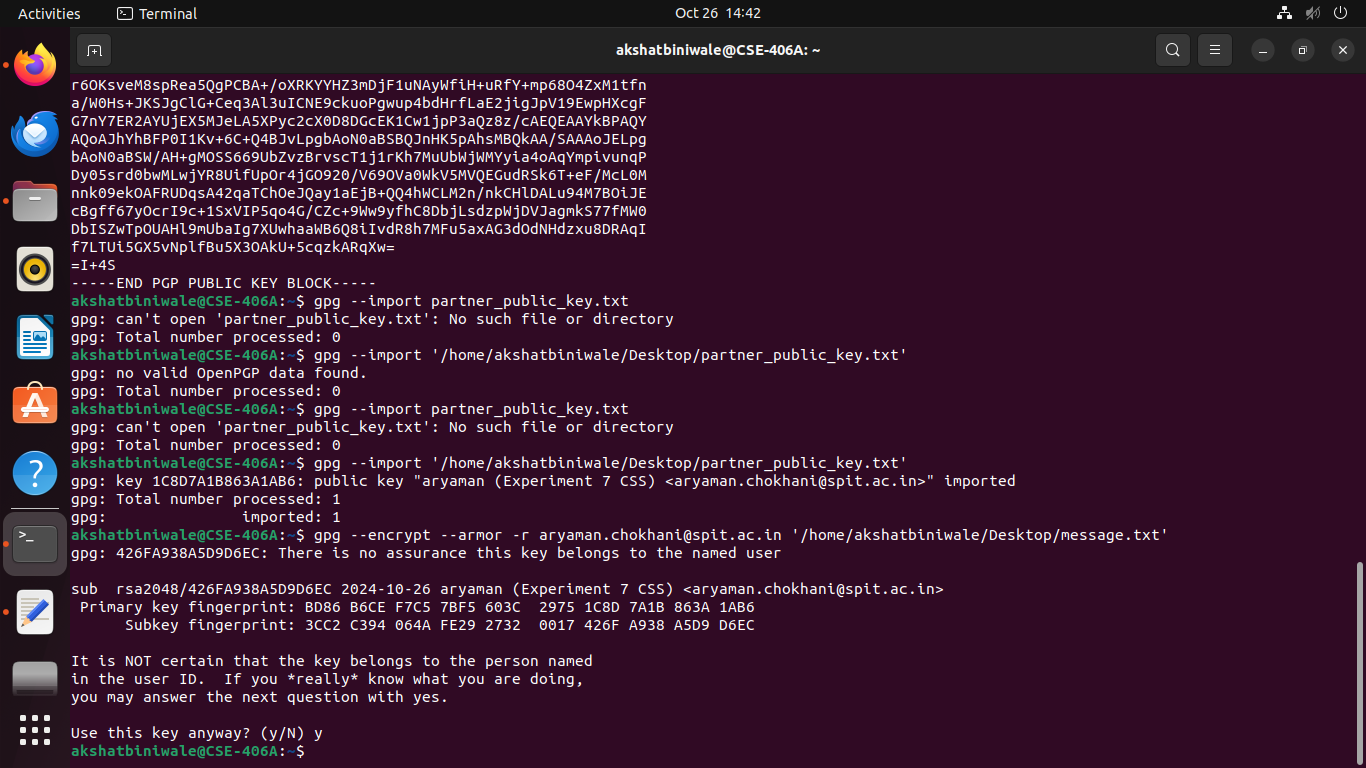 Activities
Terminal
Oct 26 14:42
akshatbiniwale@CSE-406A: ~
r6OKsveM8spRea5QgPCBA+/oXRKYYHZ3mDjF1uNAyWfiH+uRfY+mp68O4ZxM1tfn
a/W0Hs+JKSJgClG+Ceq3Al3uICNE9ckuoPgwup4bdHrfLaE2jigJpV19EwpHXcgF
G7nY7ER2AYUjEX5MJeLA5XPyc2cX0D8DGcEK1Cw1jpP3aQz8z/cAEQEAAYkBPAQY
AQoAJhYhBFP0I1Kv+6C+Q4BJvLpgbAoN0aBSBQJnHK5pAhsMBQkAA/SAAAoJELpg
bAoN0aBSW/AH+gMOSS669UbZvzBrvscT1j1rKh7MuUbWjWMYyia4oAqYmpivunqP
Dy05srd0bwMLwjYR8UifUpOr4jGO920/V69OVa0WkV5MVQEGudRSk6T+eF/McL0M
nnk09ekOAFRUDqsA42qaTChOeJQay1aEjB+QQ4hWCLM2n/nkCHlDALu94M7BOiJE
cBgff67yOcrI9c+1SxVIP5qo4G/CZc+9Ww9yfhC8DbjLsdzpWjDVJagmkS77fMW0
DbISZwTpOUAHl9mUbaIg7XUwhaaWB6Q8iIvdR8h7MFu5axAG3dOdNHdzxu8DRAqI
f7LTUi5GX5vNplfBu5X3OAkU+5cqzkARqXw=
=I+4S
-----END PGP PUBLIC KEY BLOCK-----
akshatbiniwale@CSE-406A:~$ gpg --import partner_public_key.txt
gpg: can't open 'partner_public_key.txt': No such file or directory
gpg: Total number processed: 0
akshatbiniwale@CSE-406A:~$ gpg --import '/home/akshatbiniwale/Desktop/partner_public_key.txt'
gpg: no valid OpenPGP data found.
gpg: Total number processed: 0
akshatbiniwale@CSE-406A:~$ gpg --import partner_public_key.txt
gpg: can't open 'partner_public_key.txt': No such file or directory
gpg: Total number processed: 0
akshatbiniwale@CSE-406A:~$ gpg --import '/home/akshatbiniwale/Desktop/partner_public_key.txt'
gpg: key 1C8D7A1B863A1AB6: public key "aryaman (Experiment 7 CSS) <aryaman.chokhani@spit.ac.in>" imported
gpg: Total number processed: 1
gpg:               imported: 1
akshatbiniwale@CSE-406A:~$ gpg --encrypt --armor -r aryaman.chokhani@spit.ac.in '/home/akshatbiniwale/Desktop/message.txt'
gpg: 426FA938A5D9D6EC: There is no assurance this key belongs to the named user
sub  rsa2048/426FA938A5D9D6EC 2024-10-26 aryaman (Experiment 7 CSS) <aryaman.chokhani@spit.ac.in>
Primary key fingerprint: BD86 B6CE F7C5 7BF5 603C  2975 1C8D 7A1B 863A 1AB6
Subkey fingerprint: 3CC2 C394 064A FE29 2732  0017 426F A938 A5D9 D6EC
It is NOT certain that the key belongs to the person named
in the user ID.  If you *really* know what you are doing,
you may answer the next question with yes.
Use this key anyway? (y/N) y
akshatbiniwale@CSE-406A:~$